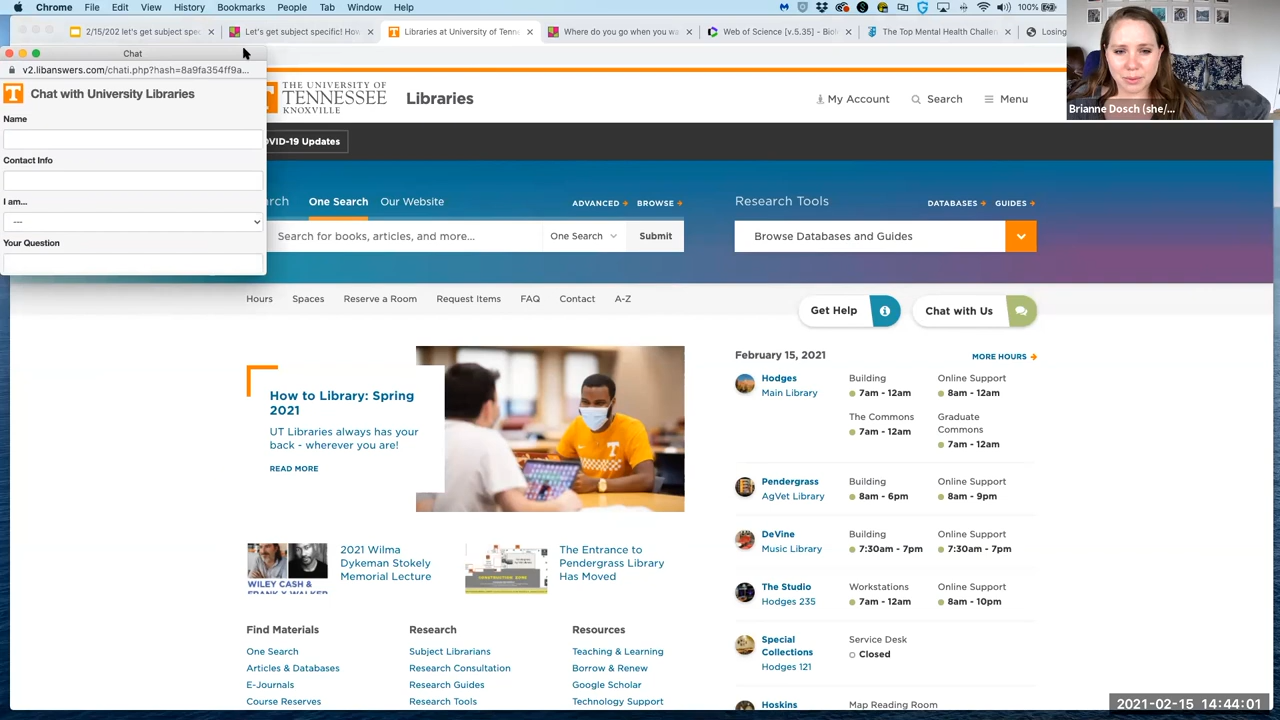 Chrome File Edit View History Bookmarks People Tab Window Help
100%
2/15/202 let's get subject spec
Let's get subject specific! How
Libraries at University of Tenne
Where do you go when you wa
Web of Science [v.5.35] - Bio
The Top Mental Health Challen
Losing
Chat
v2.libanswers.com/chati.php?hash=8a9fa354ff9a...
Chat with University Libraries
Name
Contact Info
I am...
---
Your Question
THE UNIVERSITY OF
TENNESSEE
KNOXVILLE
Libraries
My Account
Search
Menu
Brianne Dosch (she/...
OVID-19 Updates
rch
One Search
Our Website
ADVANCED
BROWSE
Search for books, articles, and more...
One Search
Submit
Research Tools
DATABASES
GUIDES
Browse Databases and Guides
Hours
Spaces
Reserve a Room
Request Items
FAQ
Contact
A-Z
Get Help
Chat with Us
How to Library: Spring
2021
UT Libraries always has your
back - wherever you are!
READ MORE
2021 Wilma
Dykeman Stokely
Memorial Lecture
WILEY CASH &
FRANK X WALKER
The Entrance to
Pendergrass Library
Has Moved
February 15, 2021
MORE HOURS
Hodges
Main Library
Building
7am - 12am
Online Support
8am - 12am
The Commons
7am - 12am
Graduate
Commons
7am - 12am
Pendergrass
AgVet Library
Building
8am - 6pm
Online Support
8am - 9pm
DeVine
Music Library
Building
7:30am - 7pm
Online Support
7:30am - 7pm
The Studio
Hodges 235
Workstations
7am - 12am
Online Support
8am - 10pm
Special
Collections
Hodges 121
Service Desk
Closed
Hoskins
Map Reading Room
Find Materials
One Search
Articles & Databases
E-Journals
Course Reserves
Research
Subject Librarians
Research Consultation
Research Guides
Research Tools
Resources
Teaching & Learning
Borrow & Renew
Google Scholar
Technology Support
2021-02-15 14:44:01